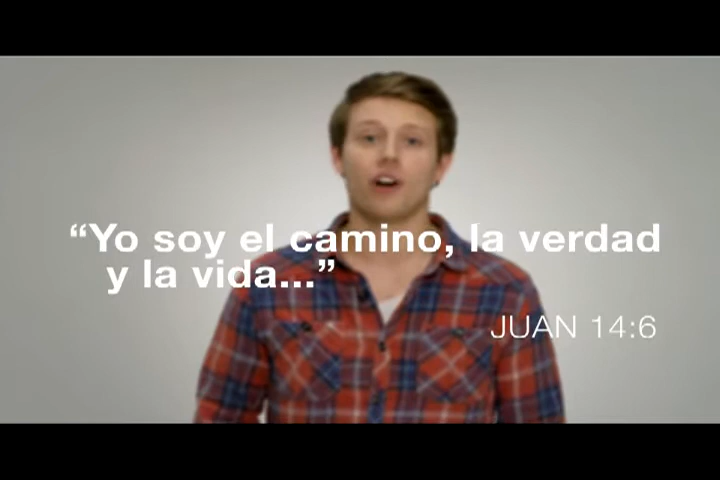 “Yo soy el camino, la verdad
y la vida...”
JUAN 14:6